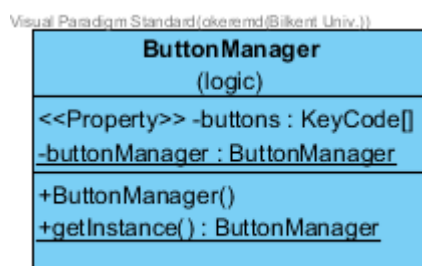 Visual Paradigm Standard(okeremd(Bilkent Univ.))
ButtonManager
(logic)
<<Property>> -buttons : KeyCode[]
-buttonManager : ButtonManager
+ButtonManager()
+getInstance() : ButtonManager